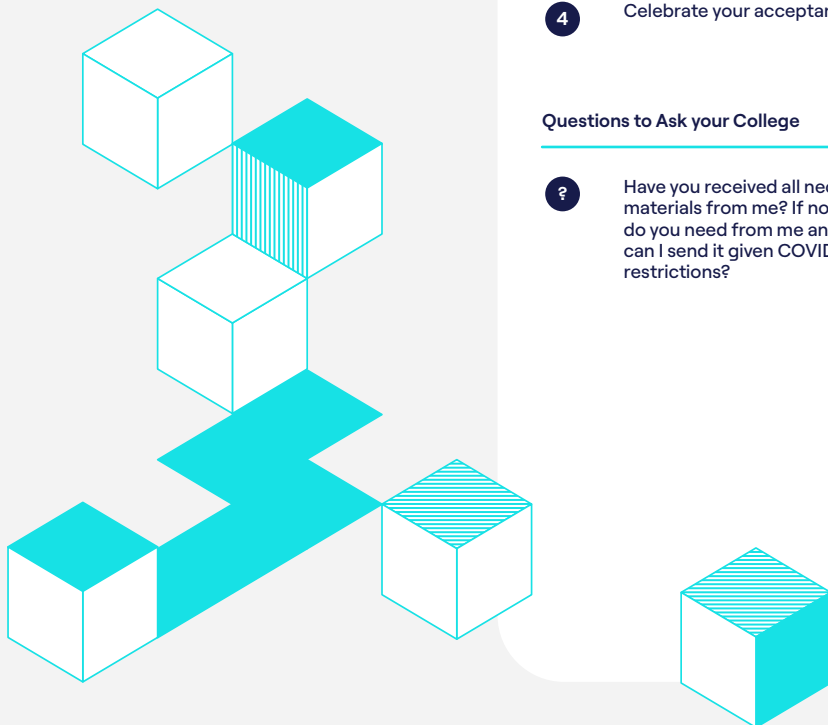 4
Celebrate your
Questions to Ask your College
?
Have you received all
materials from me? If
do you need from me
can I send it given
restrictions?